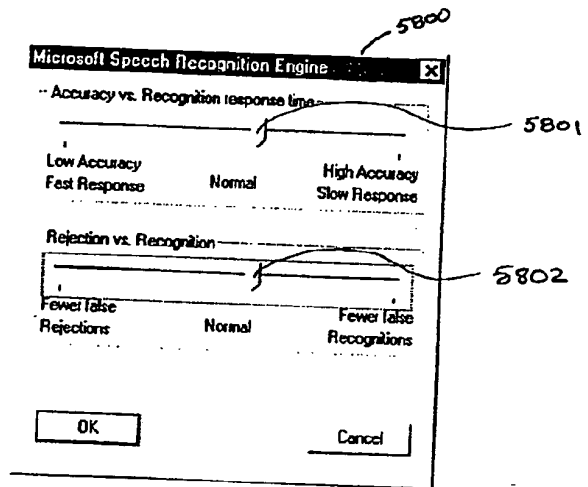 5800
Microsoft Speech Recognition Engine
Accuracy vs. Recognition response time
5801
Low Accuracy
Fast Response
Normal
High Accuracy
Slow Response
Rejection vs. Recognition
5802
Fewer false
Rejections
Normal
Fewer false
Recognitions
OK
Cancel